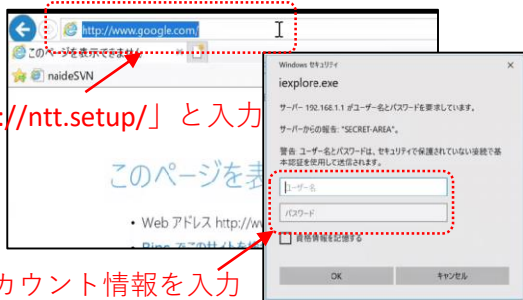 http://www.google.com/
このページを表示できません
naideSVN
://ntt.setup/」と入力
このページを表
• Web アドレス http://ww
カウント情報を入力
Windows セキュリティ
iexplore.exe
サーバー 192.168.1.1 がユーザー名とパスワードを要求しています。
サーバーからの報告: "SECRET-AREA"。
警告: ユーザー名とパスワードは、セキュリティで保護されていない接続で基
本認証を使用して送信されます。
ユーザー名
パスワード
資格情報を記憶する
OK
キャンセル